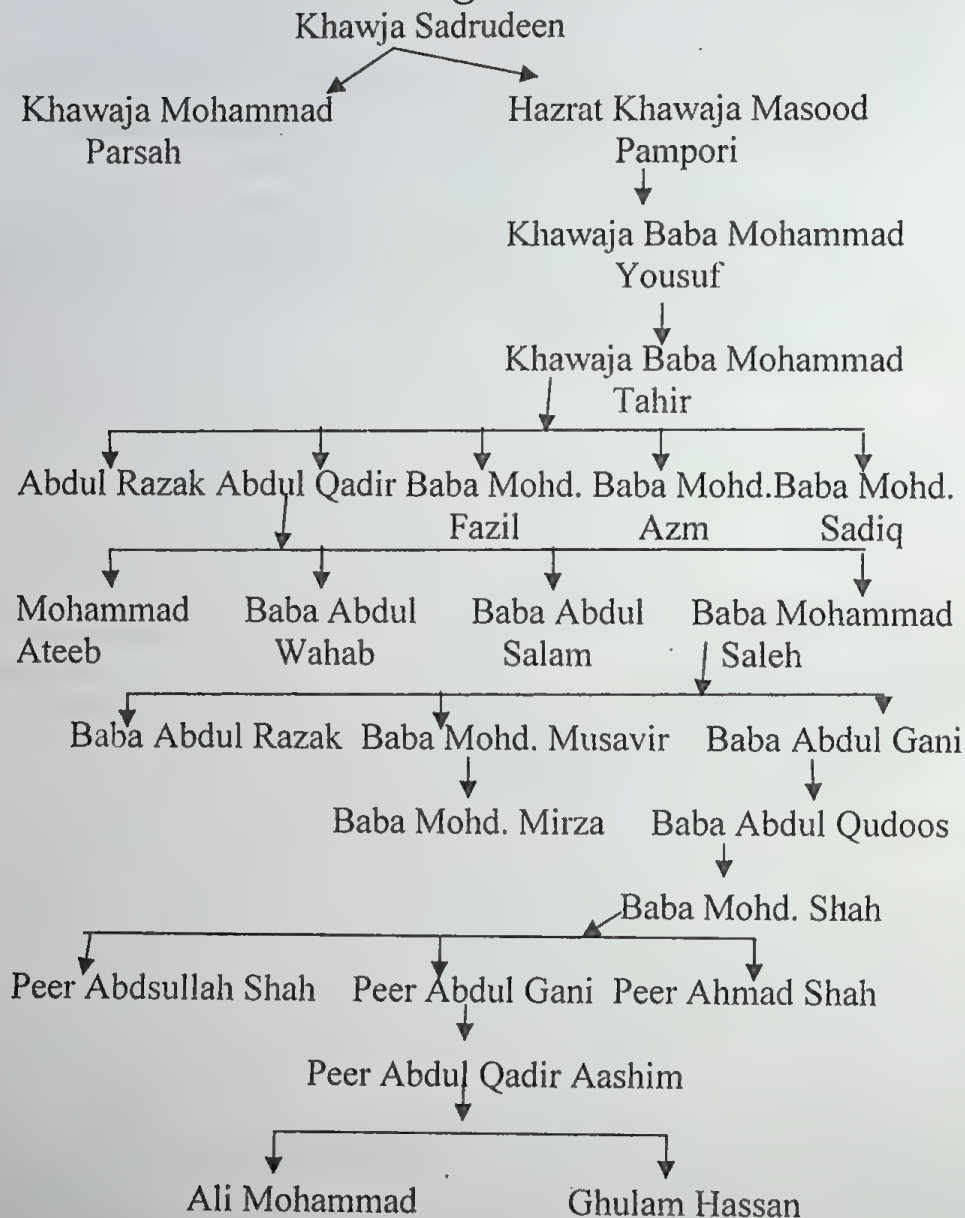 Khawja Sadrudeen
Khawaja Mohammad Parsah
Hazrat Khawaja Masood Pampori
Khawaja Baba Mohammad Yousuf
Khawaja Baba Mohammad Tahir
Abdul Razak
Abdul Qadir
Baba Mohd. Fazil
Baba Mohd. Azm
Baba Mohd. Sadiq
Mohammad Ateeb
Baba Abdul Wahab
Baba Abdul Salam
Baba Mohammad Saleh
Baba Abdul Razak
Baba Mohd. Musavir
Baba Abdul Gani
Baba Mohd. Mirza
Baba Abdul Qudoos
Baba Mohd. Shah
Peer Abdsullah Shah
Peer Abdul Gani
Peer Ahmad Shah
Peer Abdul Qadir Aashim
Ali Mohammad
Ghulam Hassan